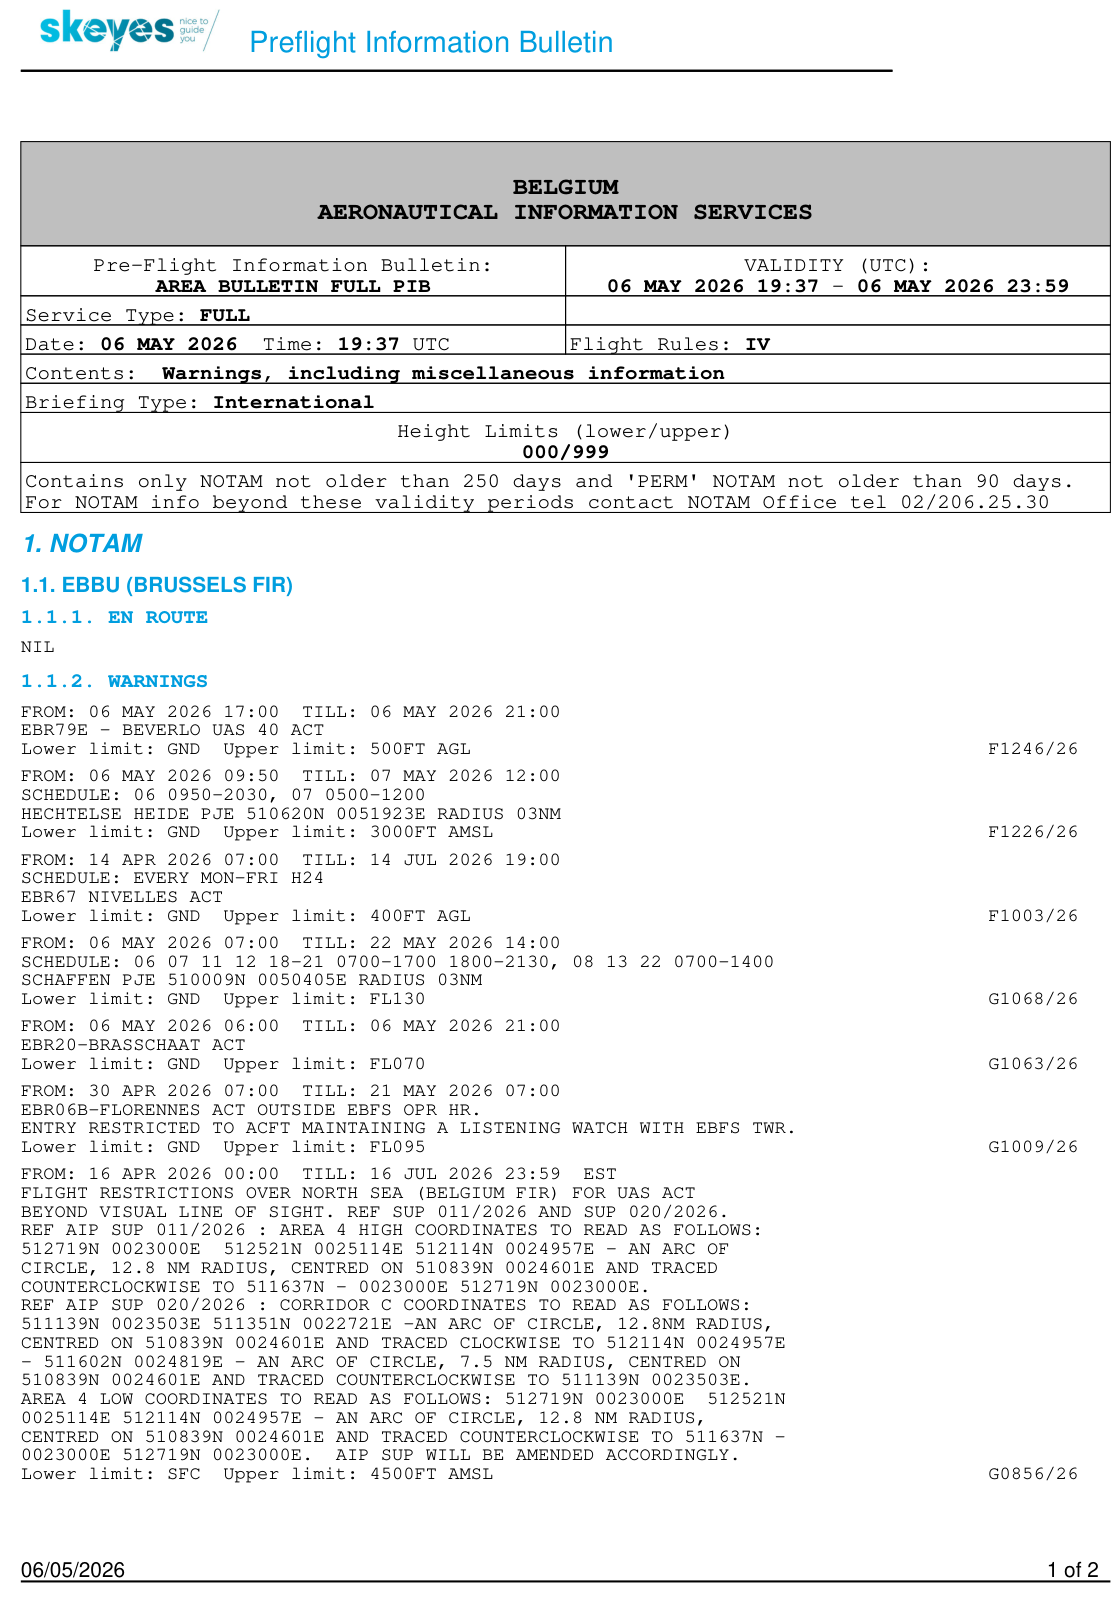 skeyes nice to guide you
Preflight Information Bulletin
BELGIUM
AERONAUTICAL INFORMATION SERVICES
Pre-Flight Information Bulletin:
AREA BULLETIN FULL PIB
VALIDITY (UTC):
06 MAY 2026 19:37 - 06 MAY 2026 23:59
Service Type: FULL
Date: 06 MAY 2026  Time: 19:37 UTC
Flight Rules: IV
Contents:  Warnings, including miscellaneous information
Briefing Type: International
Height Limits (lower/upper)
000/999
Contains only NOTAM not older than 250 days and 'PERM' NOTAM not older than 90 days.
For NOTAM info beyond these validity periods contact NOTAM Office tel 02/206.25.30
1. NOTAM
1.1. EBBU (BRUSSELS FIR)
1.1.1. EN ROUTE
NIL
1.1.2. WARNINGS
FROM: 06 MAY 2026 17:00  TILL: 06 MAY 2026 21:00
EBR79E - BEVERLO UAS 40 ACT
Lower limit: GND  Upper limit: 500FT AGL F1246/26
FROM: 06 MAY 2026 09:50  TILL: 07 MAY 2026 12:00
SCHEDULE: 06 0950-2030, 07 0500-1200
HECHTELSE HEIDE PJE 510620N 0051923E RADIUS 03NM
Lower limit: GND  Upper limit: 3000FT AMSL F1226/26
FROM: 14 APR 2026 07:00  TILL: 14 JUL 2026 19:00
SCHEDULE: EVERY MON-FRI H24
EBR67 NIVELLES ACT
Lower limit: GND  Upper limit: 400FT AGL F1003/26
FROM: 06 MAY 2026 07:00  TILL: 22 MAY 2026 14:00
SCHEDULE: 06 07 11 12 18-21 0700-1700 1800-2130, 08 13 22 0700-1400
SCHAFFEN PJE 510009N 0050405E RADIUS 03NM
Lower limit: GND  Upper limit: FL130 G1068/26
FROM: 06 MAY 2026 06:00  TILL: 06 MAY 2026 21:00
EBR20-BRASSCHAAT ACT
Lower limit: GND  Upper limit: FL070 G1063/26
FROM: 30 APR 2026 07:00  TILL: 21 MAY 2026 07:00
EBR06B-FLORENNES ACT OUTSIDE EBFS OPR HR.
ENTRY RESTRICTED TO ACFT MAINTAINING A LISTENING WATCH WITH EBFS TWR.
Lower limit: GND  Upper limit: FL095 G1009/26
FROM: 16 APR 2026 00:00  TILL: 16 JUL 2026 23:59  EST
FLIGHT RESTRICTIONS OVER NORTH SEA (BELGIUM FIR) FOR UAS ACT
BEYOND VISUAL LINE OF SIGHT. REF SUP 011/2026 AND SUP 020/2026.
REF AIP SUP 011/2026 : AREA 4 HIGH COORDINATES TO READ AS FOLLOWS:
512719N 0023000E  512521N 0025114E 512114N 0024957E - AN ARC OF
CIRCLE, 12.8 NM RADIUS, CENTRED ON 510839N 0024601E AND TRACED
COUNTERCLOCKWISE TO 511637N - 0023000E 512719N 0023000E.
REF AIP SUP 020/2026 : CORRIDOR C COORDINATES TO READ AS FOLLOWS:
511139N 0023503E 511351N 0022721E -AN ARC OF CIRCLE, 12.8NM RADIUS,
CENTRED ON 510839N 0024601E AND TRACED CLOCKWISE TO 512114N 0024957E
- 511602N 0024819E - AN ARC OF CIRCLE, 7.5 NM RADIUS, CENTRED ON
510839N 0024601E AND TRACED COUNTERCLOCKWISE TO 511139N 0023503E.
AREA 4 LOW COORDINATES TO READ AS FOLLOWS: 512719N 0023000E  512521N
0025114E 512114N 0024957E - AN ARC OF CIRCLE, 12.8 NM RADIUS,
CENTRED ON 510839N 0024601E AND TRACED COUNTERCLOCKWISE TO 511637N -
0023000E 512719N 0023000E.  AIP SUP WILL BE AMENDED ACCORDINGLY.
Lower limit: SFC  Upper limit: 4500FT AMSL G0856/26
06/05/2026
1 of 2